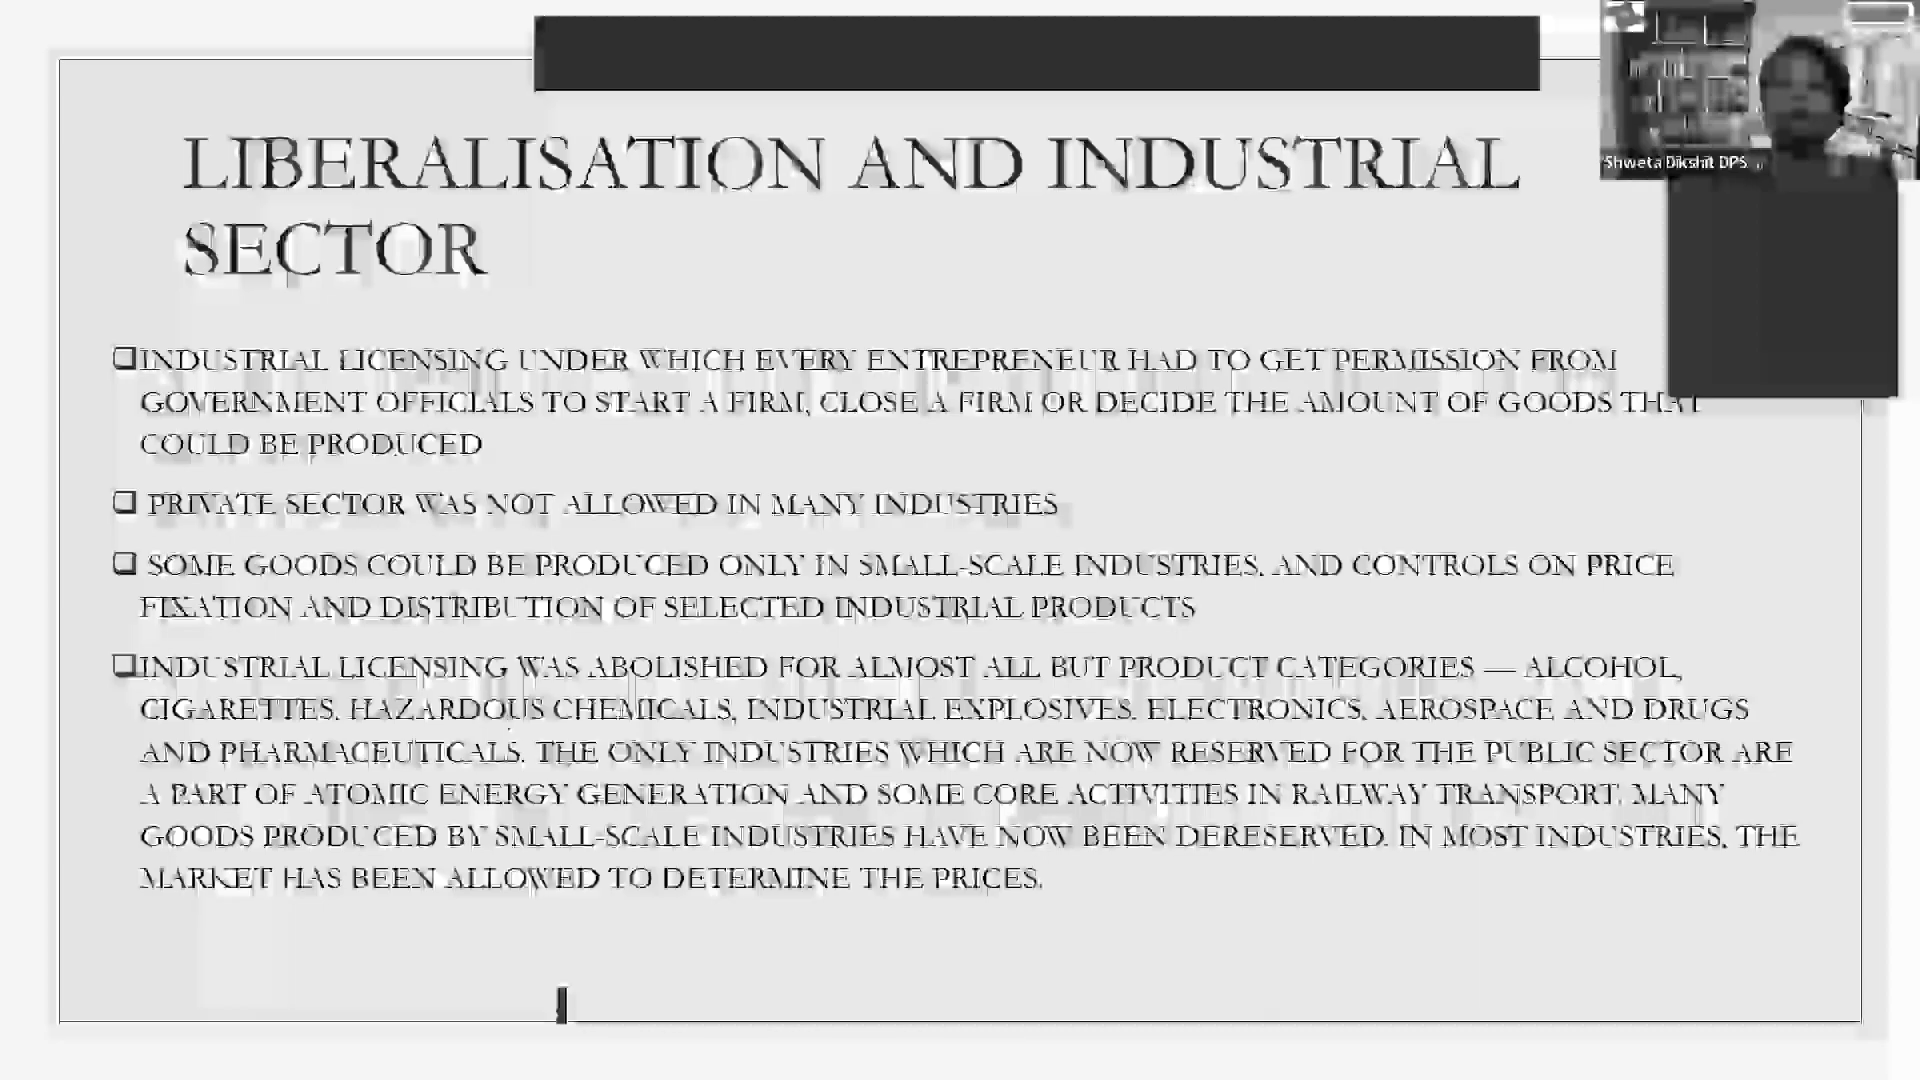 Shweta Dikshit DPS
LIBERALISATION AND INDUSTRIAL
SECTOR
INDUSTRIAL LICENSING UNDER WHICH EVERY ENTREPRENEUR HAD TO GET PERMISSION FROM
GOVERNMENT OFFICIALS TO START A FIRM, CLOSE A FIRM OR DECIDE THE AMOUNT OF GOODS THAT
COULD BE PRODUCED
PRIVATE SECTOR WAS NOT ALLOWED IN MANY INDUSTRIES
SOME GOODS COULD BE PRODUCED ONLY IN SMALL-SCALE INDUSTRIES, AND CONTROLS ON PRICE
FIXATION AND DISTRIBUTION OF SELECTED INDUSTRIAL PRODUCTS
INDUSTRIAL LICENSING WAS ABOLISHED FOR ALMOST ALL BUT PRODUCT CATEGORIES — ALCOHOL,
CIGARETTES, HAZARDOUS CHEMICALS, INDUSTRIAL EXPLOSIVES, ELECTRONICS, AEROSPACE AND DRUGS
AND PHARMACEUTICALS. THE ONLY INDUSTRIES WHICH ARE NOW RESERVED FOR THE PUBLIC SECTOR ARE
A PART OF ATOMIC ENERGY GENERATION AND SOME CORE ACTIVITIES IN RAILWAY TRANSPORT. MANY
GOODS PRODUCED BY SMALL-SCALE INDUSTRIES HAVE NOW BEEN DERESERVED. IN MOST INDUSTRIES, THE
MARKET HAS BEEN ALLOWED TO DETERMINE THE PRICES.